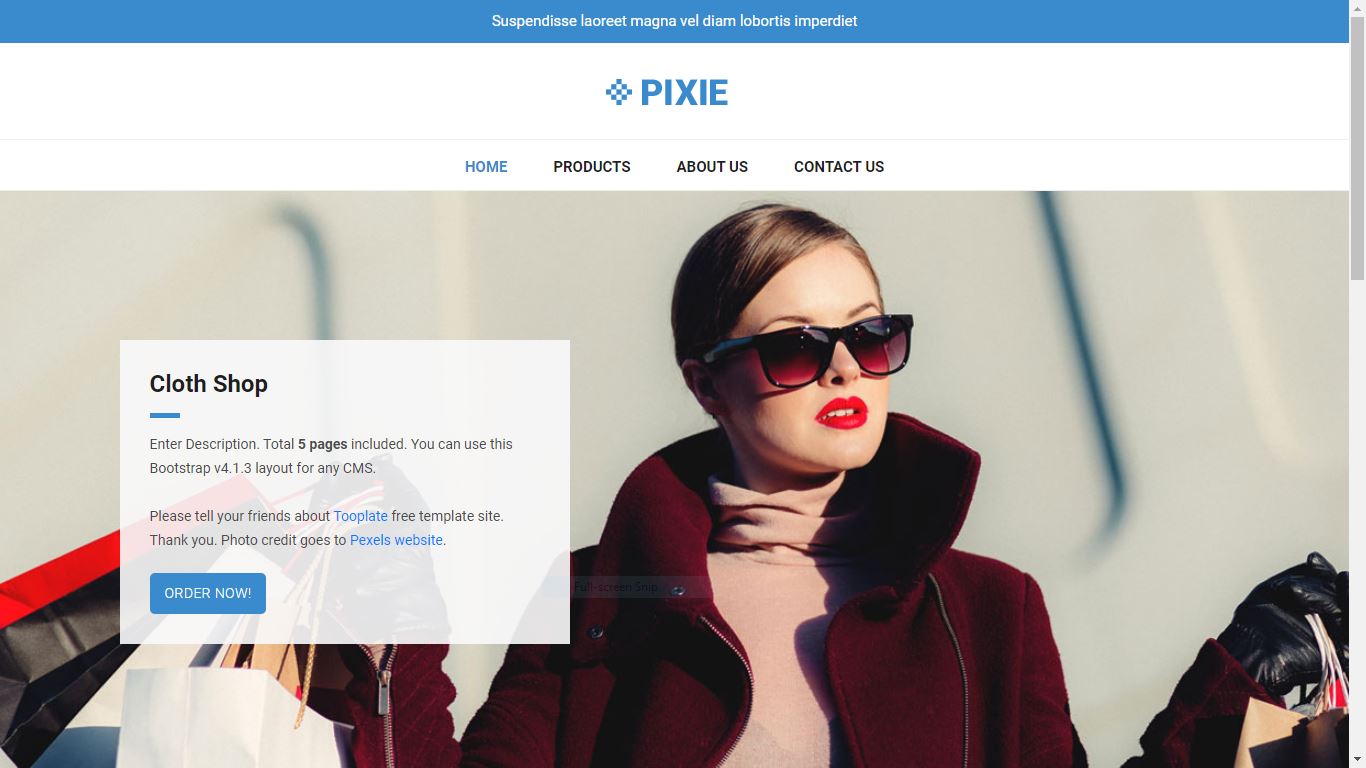 Suspendisse laoreet magna vel diam lobortis imperdiet
PIXIE
HOME PRODUCTS ABOUT US CONTACT US
Cloth Shop
Enter Description. Total 5 pages included. You can use this
Bootstrap v4.1.3 layout for any CMS.
Please tell your friends about Tooplate free template site.
Thank you. Photo credit goes to Pexels website.
ORDER NOW!
Full-screen Snip